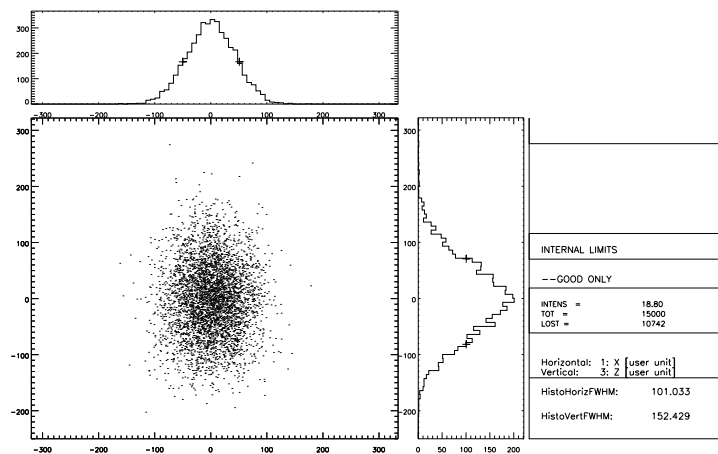 300
200
100
0
-300 -200 -100 0 100 200 300
300
200
100
0
-100
-200
-300 -200 -100 0 100 200 300
300
200
100
0
-100
-200
0 50 100 150 200
INTERNAL LIMITS
--GOOD ONLY
INTENS = 18.80
TOT = 15000
LOST = 10742
Horizontal: 1: X [user unit]
Vertical: 3: Z [user unit]
HistoHorizFWHM: 101.033
HistoVertFWHM: 152.429